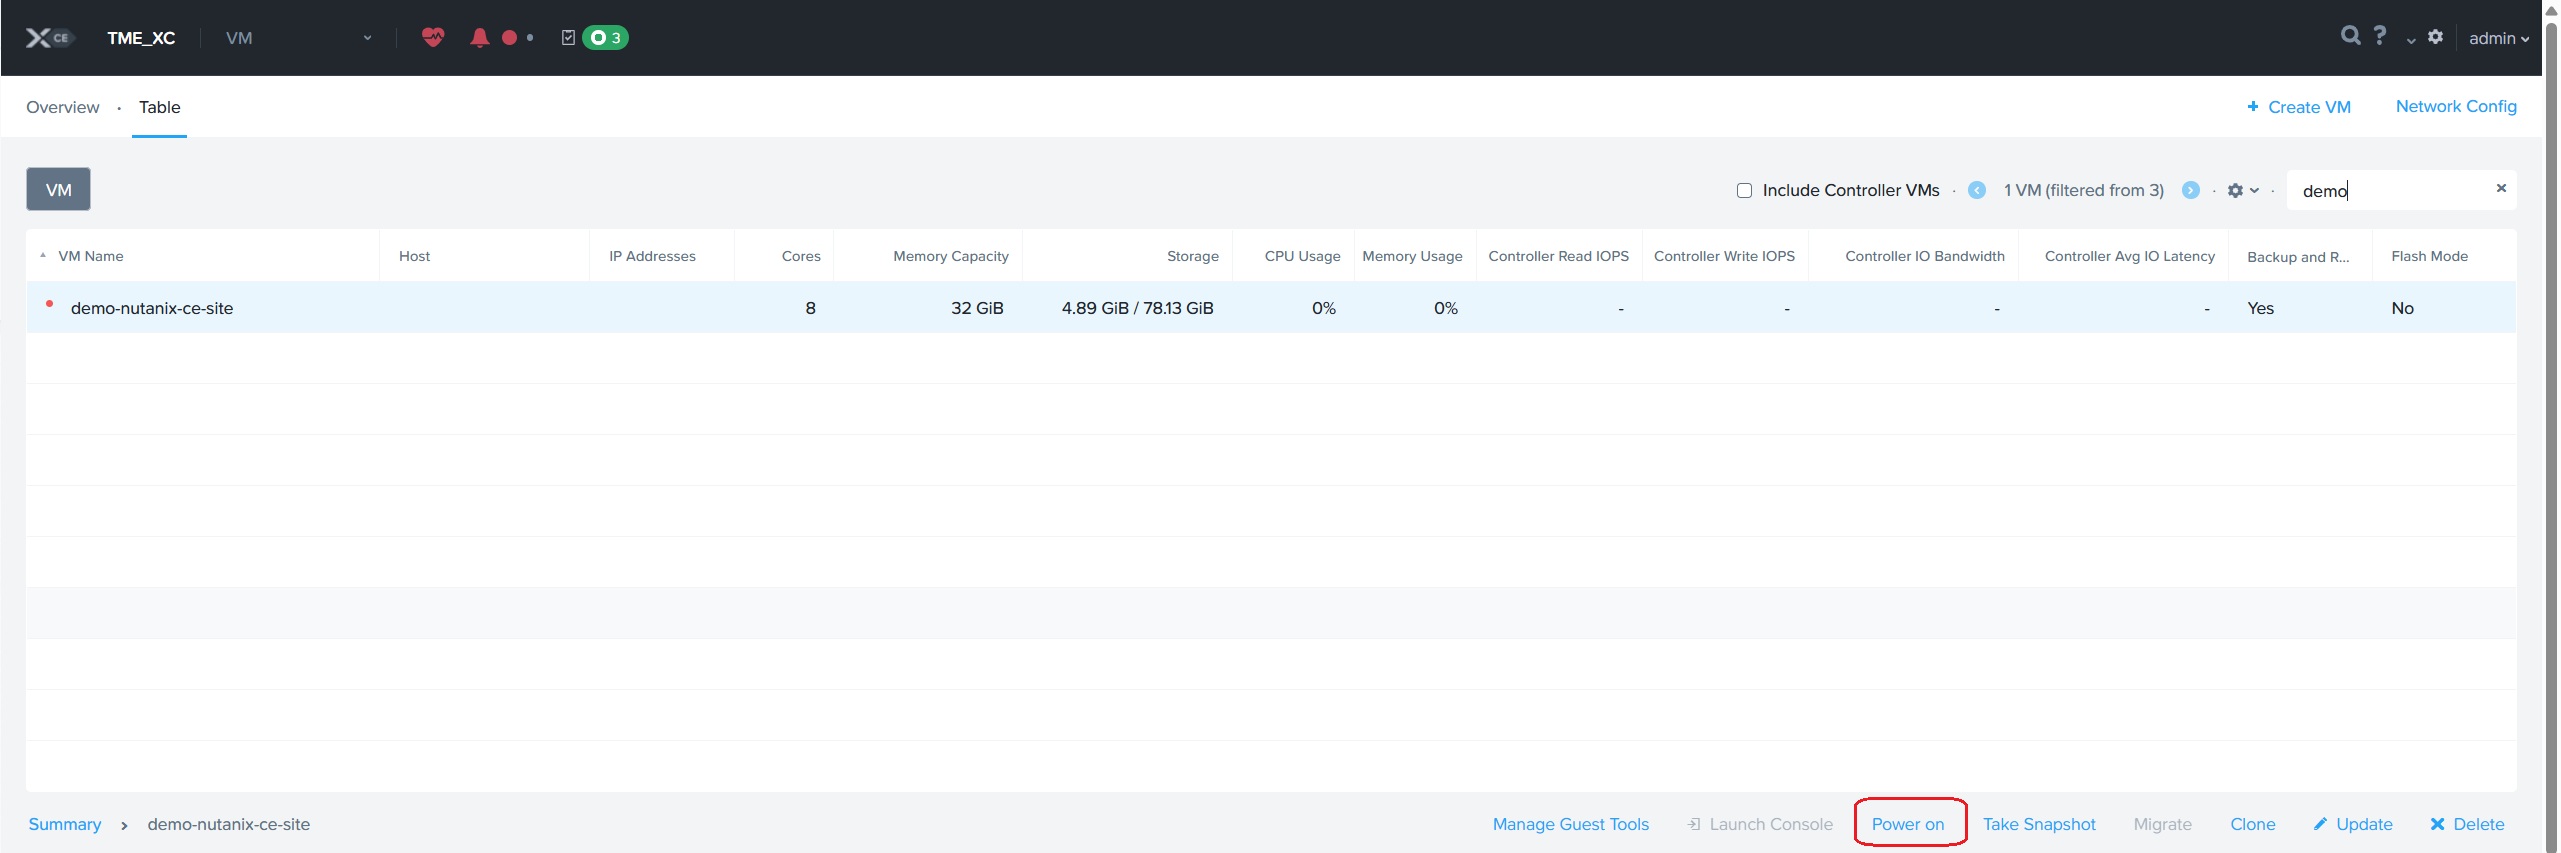 X CE TME_XC VM 3 ? admin
Overview · Table + Create VM Network Config
VM Include Controller VMs · 1 VM (filtered from 3) · · demo ×
VM Name Host IP Addresses Cores Memory Capacity Storage CPU Usage Memory Usage Controller Read IOPS Controller Write IOPS Controller IO Bandwidth Controller Avg IO Latency Backup and R... Flash Mode
demo-nutanix-ce-site 8 32 GiB 4.89 GiB / 78.13 GiB 0% 0% - - - - Yes No
Summary > demo-nutanix-ce-site Manage Guest Tools Launch Console Power on Take Snapshot Migrate Clone Update Delete